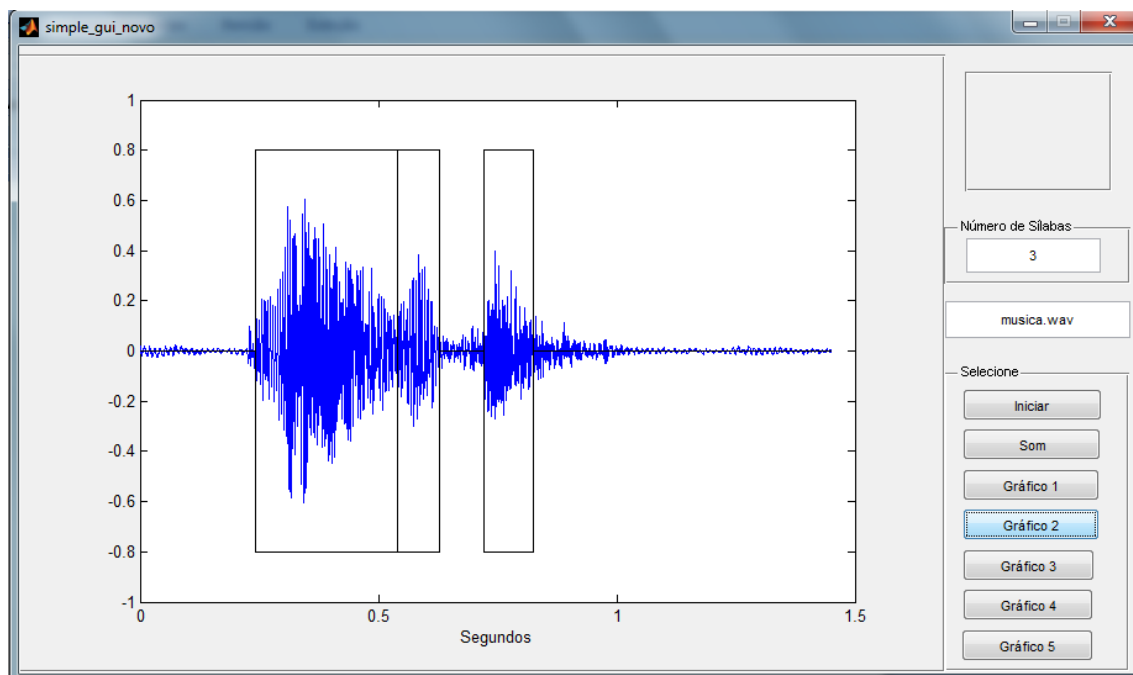 simple_gui_novo
1
0.8
0.6
0.4
0.2
0
-0.2
-0.4
-0.6
-0.8
-1
0
0.5
1
1.5
Segundos
Número de Sílabas
3
musica.wav
Selecione
Iniciar
Som
Gráfico 1
Gráfico 2
Gráfico 3
Gráfico 4
Gráfico 5